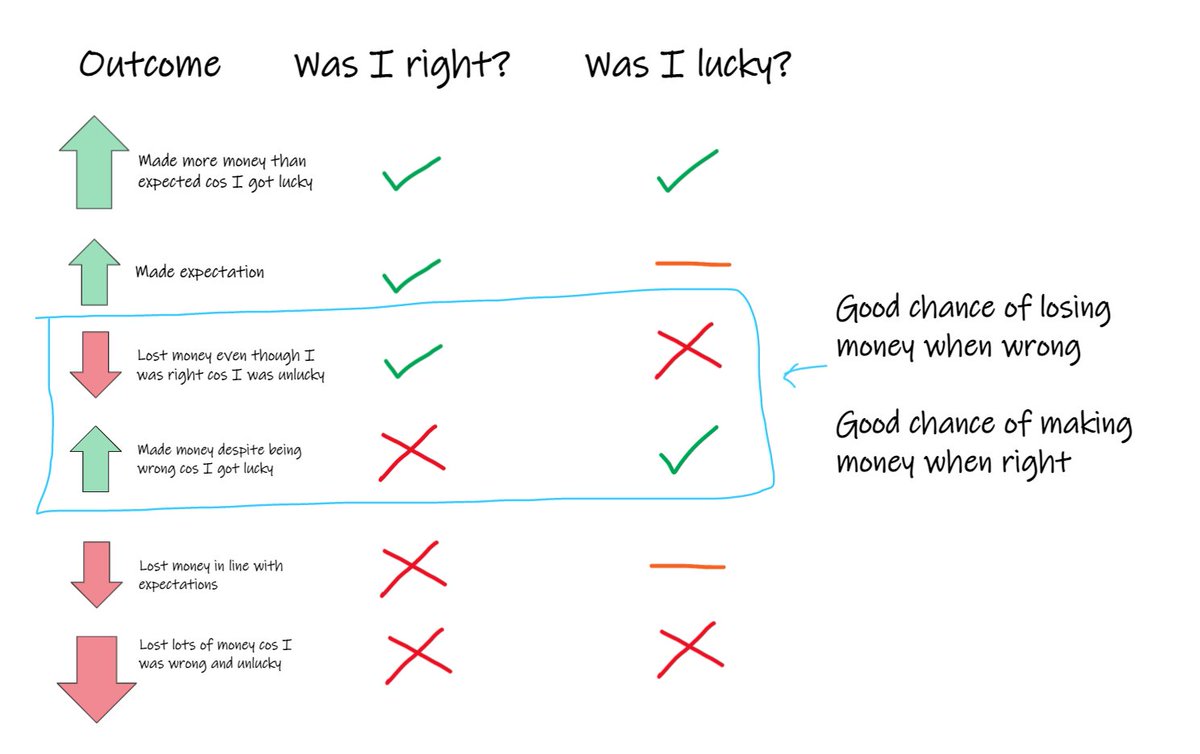 Outcome
Was I right?
Was I lucky?
Made more money than
expected cos I got lucky
Made expectation
Lost money even though I
was right cos I was unlucky
Made money despite being
wrong cos I got lucky
Lost money in line with
expectations
Lost lots of money cos I
was wrong and unlucky
Good chance of losing
money when wrong
Good chance of making
money when right